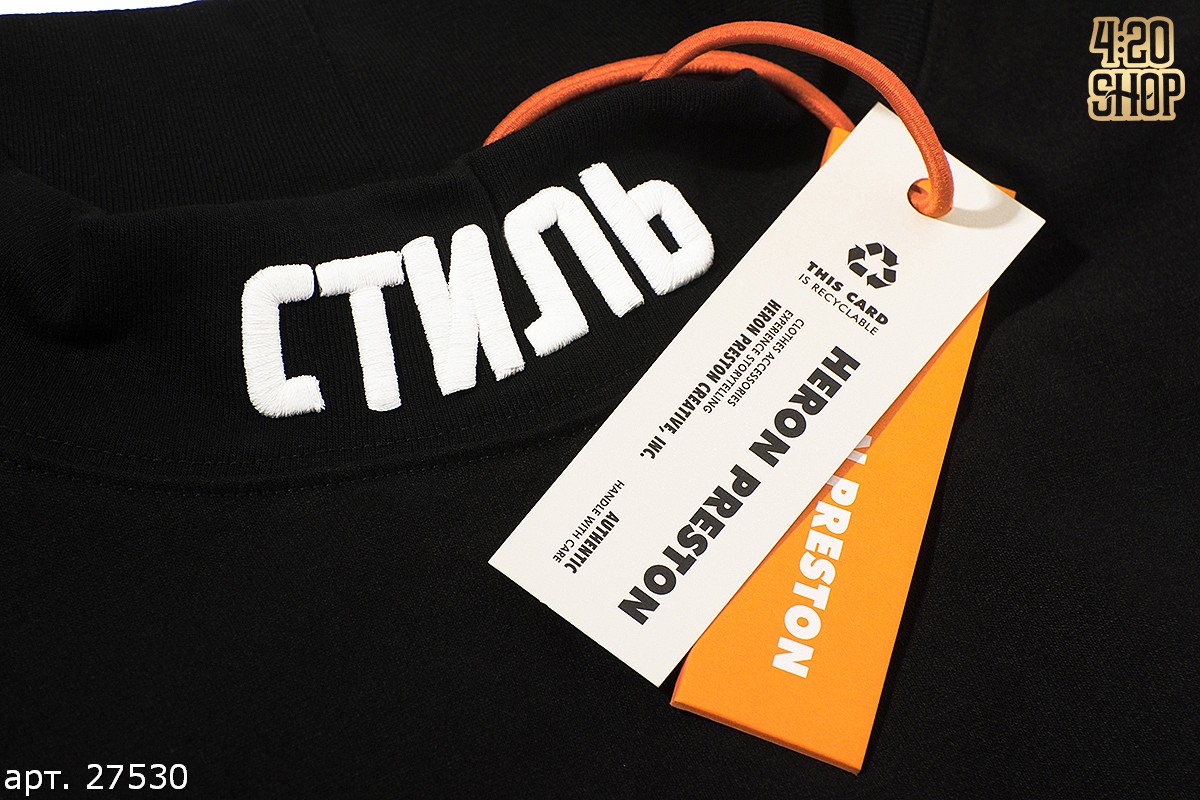 4:20
SHOP
СТИЛЬ
THIS CARD
IS RECYCLABLE
HERON PRESTON
CLOTHES ACCESSORIES
EXPERIENCE STORYTELLING
HERON PRESTON CREATIVE, INC.
AUTHENTIC
HANDLE WITH CARE
N PRESTON
арт. 27530